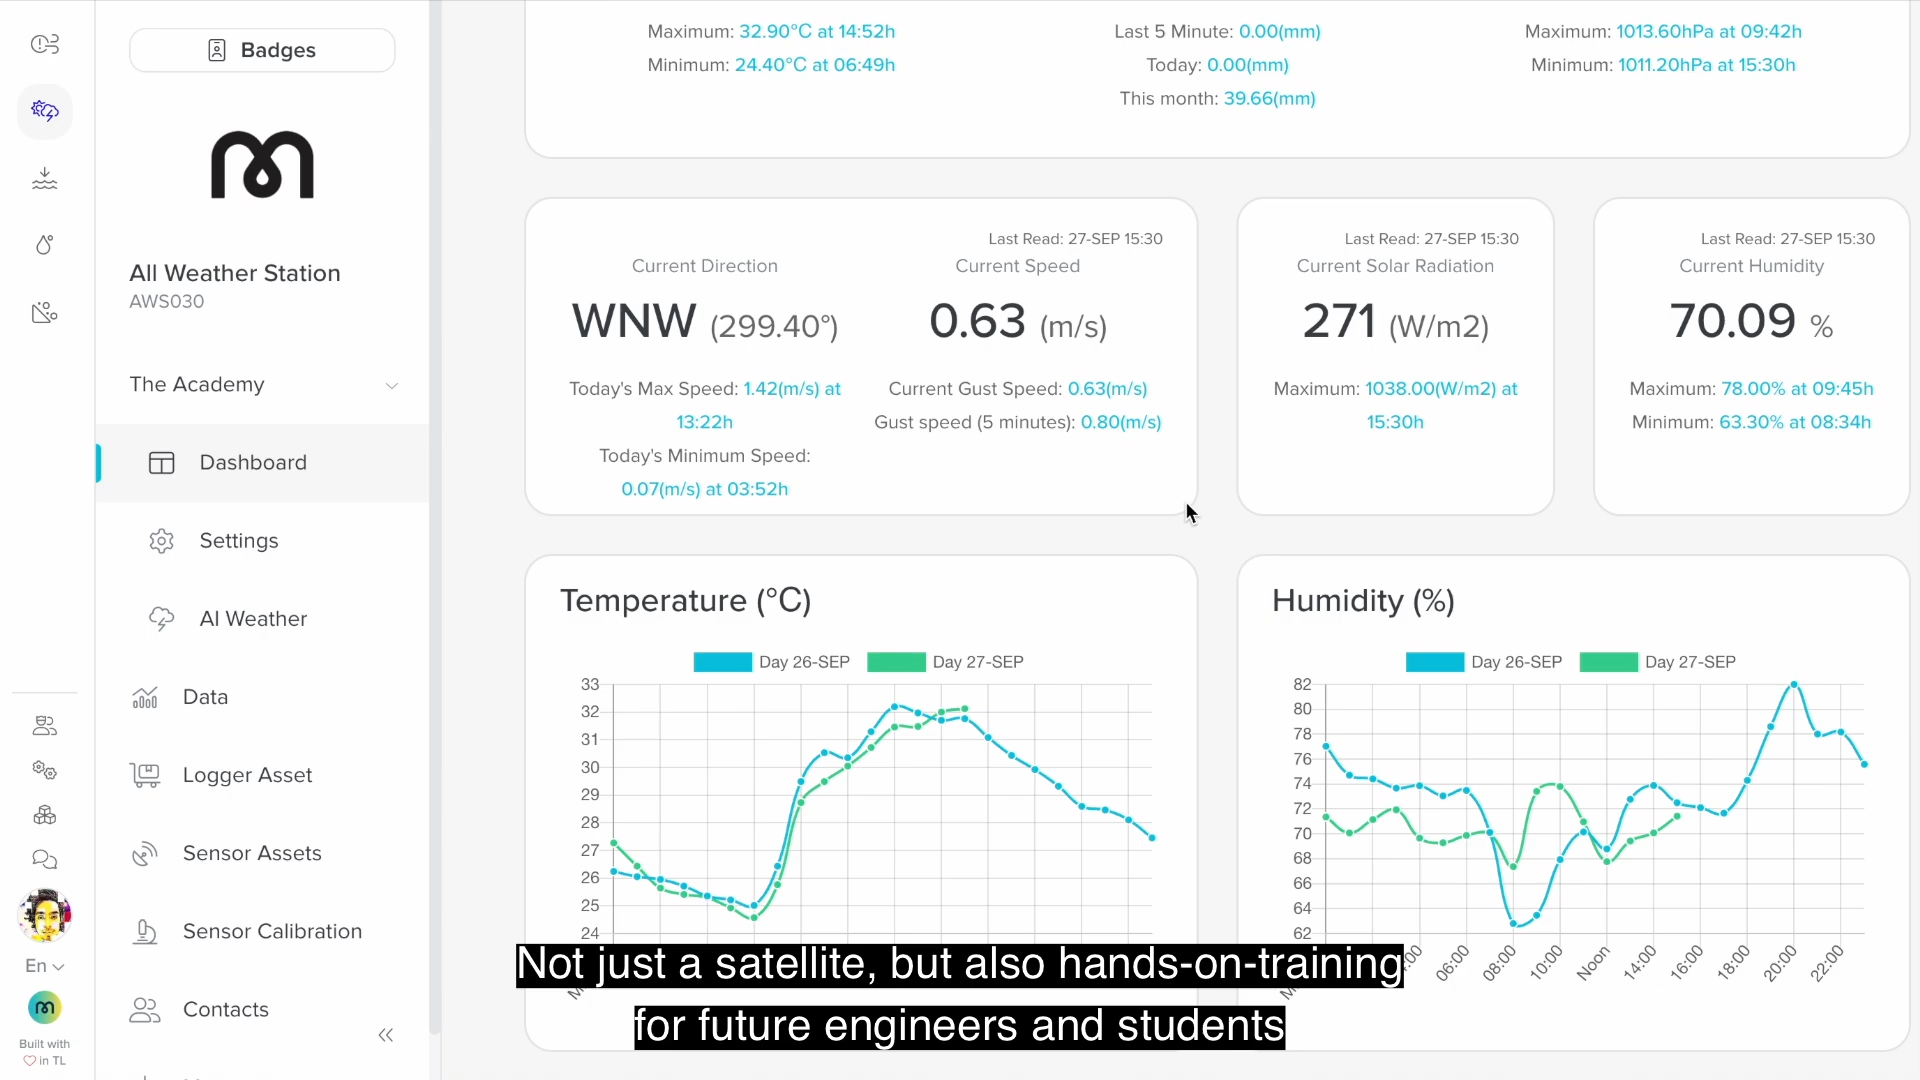 Badges
All Weather Station
AWS030
The Academy
Dashboard
Settings
AI Weather
Data
Logger Asset
Sensor Assets
Sensor Calibration
Contacts
En
Built with
in TL
Maximum: 32.90°C at 14:52h
Minimum: 24.40°C at 06:49h
Last 5 Minute: 0.00(mm)
Today: 0.00(mm)
This month: 39.66(mm)
Maximum: 1013.60hPa at 09:42h
Minimum: 1011.20hPa at 15:30h
Last Read: 27-SEP 15:30
Current Direction
Current Speed
WNW (299.40°)
0.63 (m/s)
Today's Max Speed: 1.42(m/s) at
13:22h
Today's Minimum Speed:
0.07(m/s) at 03:52h
Current Gust Speed: 0.63(m/s)
Gust speed (5 minutes): 0.80(m/s)
Last Read: 27-SEP 15:30
Current Solar Radiation
271 (W/m2)
Maximum: 1038.00(W/m2) at
15:30h
Last Read: 27-SEP 15:30
Current Humidity
70.09 %
Maximum: 78.00% at 09:45h
Minimum: 63.30% at 08:34h
Temperature (°C)
Day 26-SEP
Day 27-SEP
33
32
31
30
29
28
27
26
25
24
Humidity (%)
Day 26-SEP
Day 27-SEP
82
80
78
76
74
72
70
68
66
64
62
06:00
08:00
10:00
Noon
14:00
16:00
18:00
20:00
22:00
Not just a satellite, but also hands-on-training
for future engineers and students